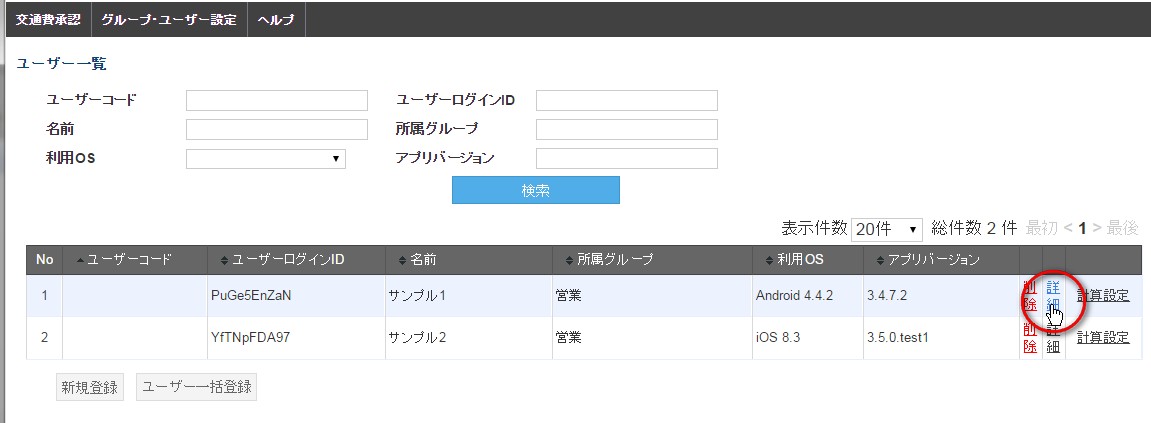 交通費承認 グループ・ユーザー設定 ヘルプ
ユーザー一覧
ユーザーコード ユーザーログインID
名前 所属グループ
利用OS アプリバージョン
検索
表示件数 20件 総件数 2 件 最初 < 1 > 最後
No ユーザーコード ユーザーログインID 名前 所属グループ 利用OS アプリバージョン
1 PuGe5EnZaN サンプル1 営業 Android 4.4.2 3.4.7.2 削除 詳細 計算設定
2 YfTNpFDA97 サンプル2 営業 iOS 8.3 3.5.0.test1 削除 詳細 計算設定
新規登録 ユーザー一括登録